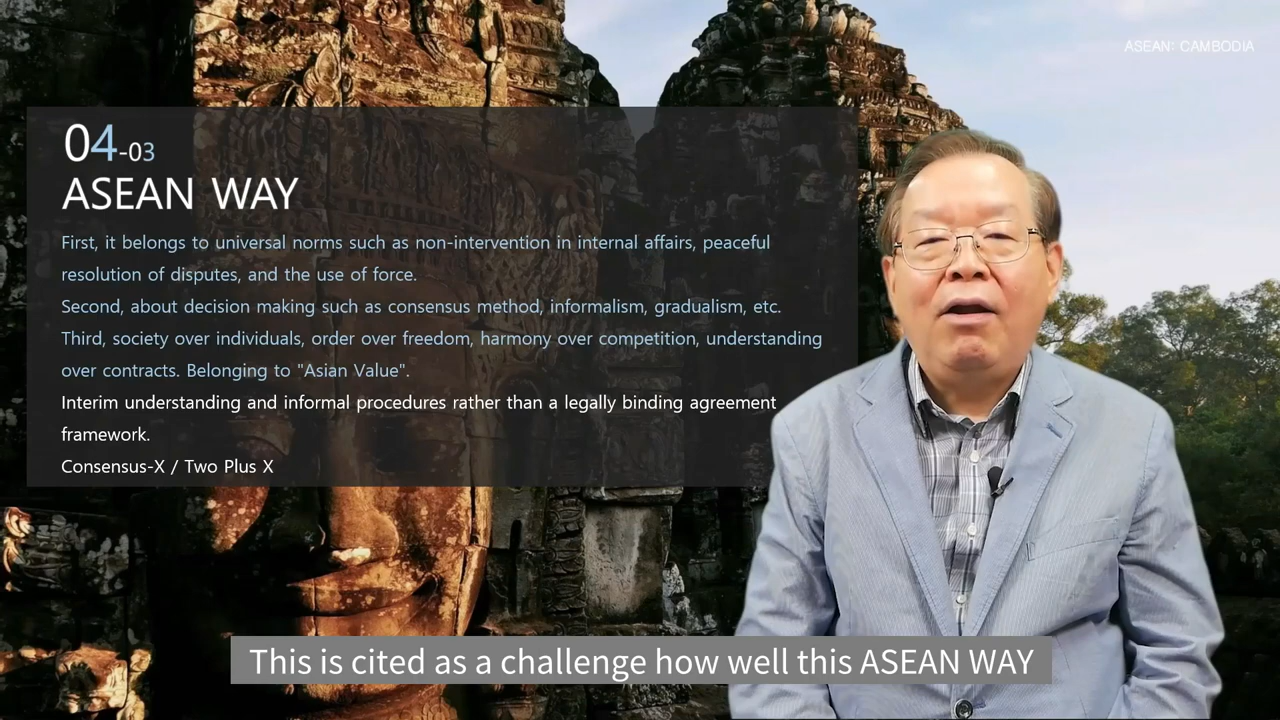 ASEAN: CAMBODIA
04-03
ASEAN WAY
First, it belongs to universal norms such as non-intervention in internal affairs, peaceful
resolution of disputes, and the use of force.
Second, about decision making such as consensus method, informalism, gradualism, etc.
Third, society over individuals, order over freedom, harmony over competition, understanding
over contracts. Belonging to "Asian Value".
Interim understanding and informal procedures rather than a legally binding agreement
framework.
Consensus-X / Two Plus X
This is cited as a challenge how well this ASEAN WAY